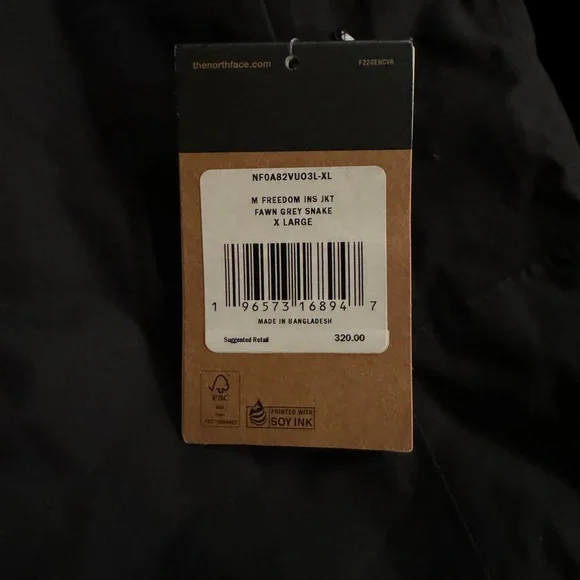 thenorthface.com
F22GENCVR
NF0A82VUO3L-XL
M FREEDOM INS JKT
FAWN GREY SNAKE
X LARGE
1 96573 16894 7
MADE IN BANGLADESH
Suggested Retail 320.00
FSC
PRINTED WITH
SOY INK